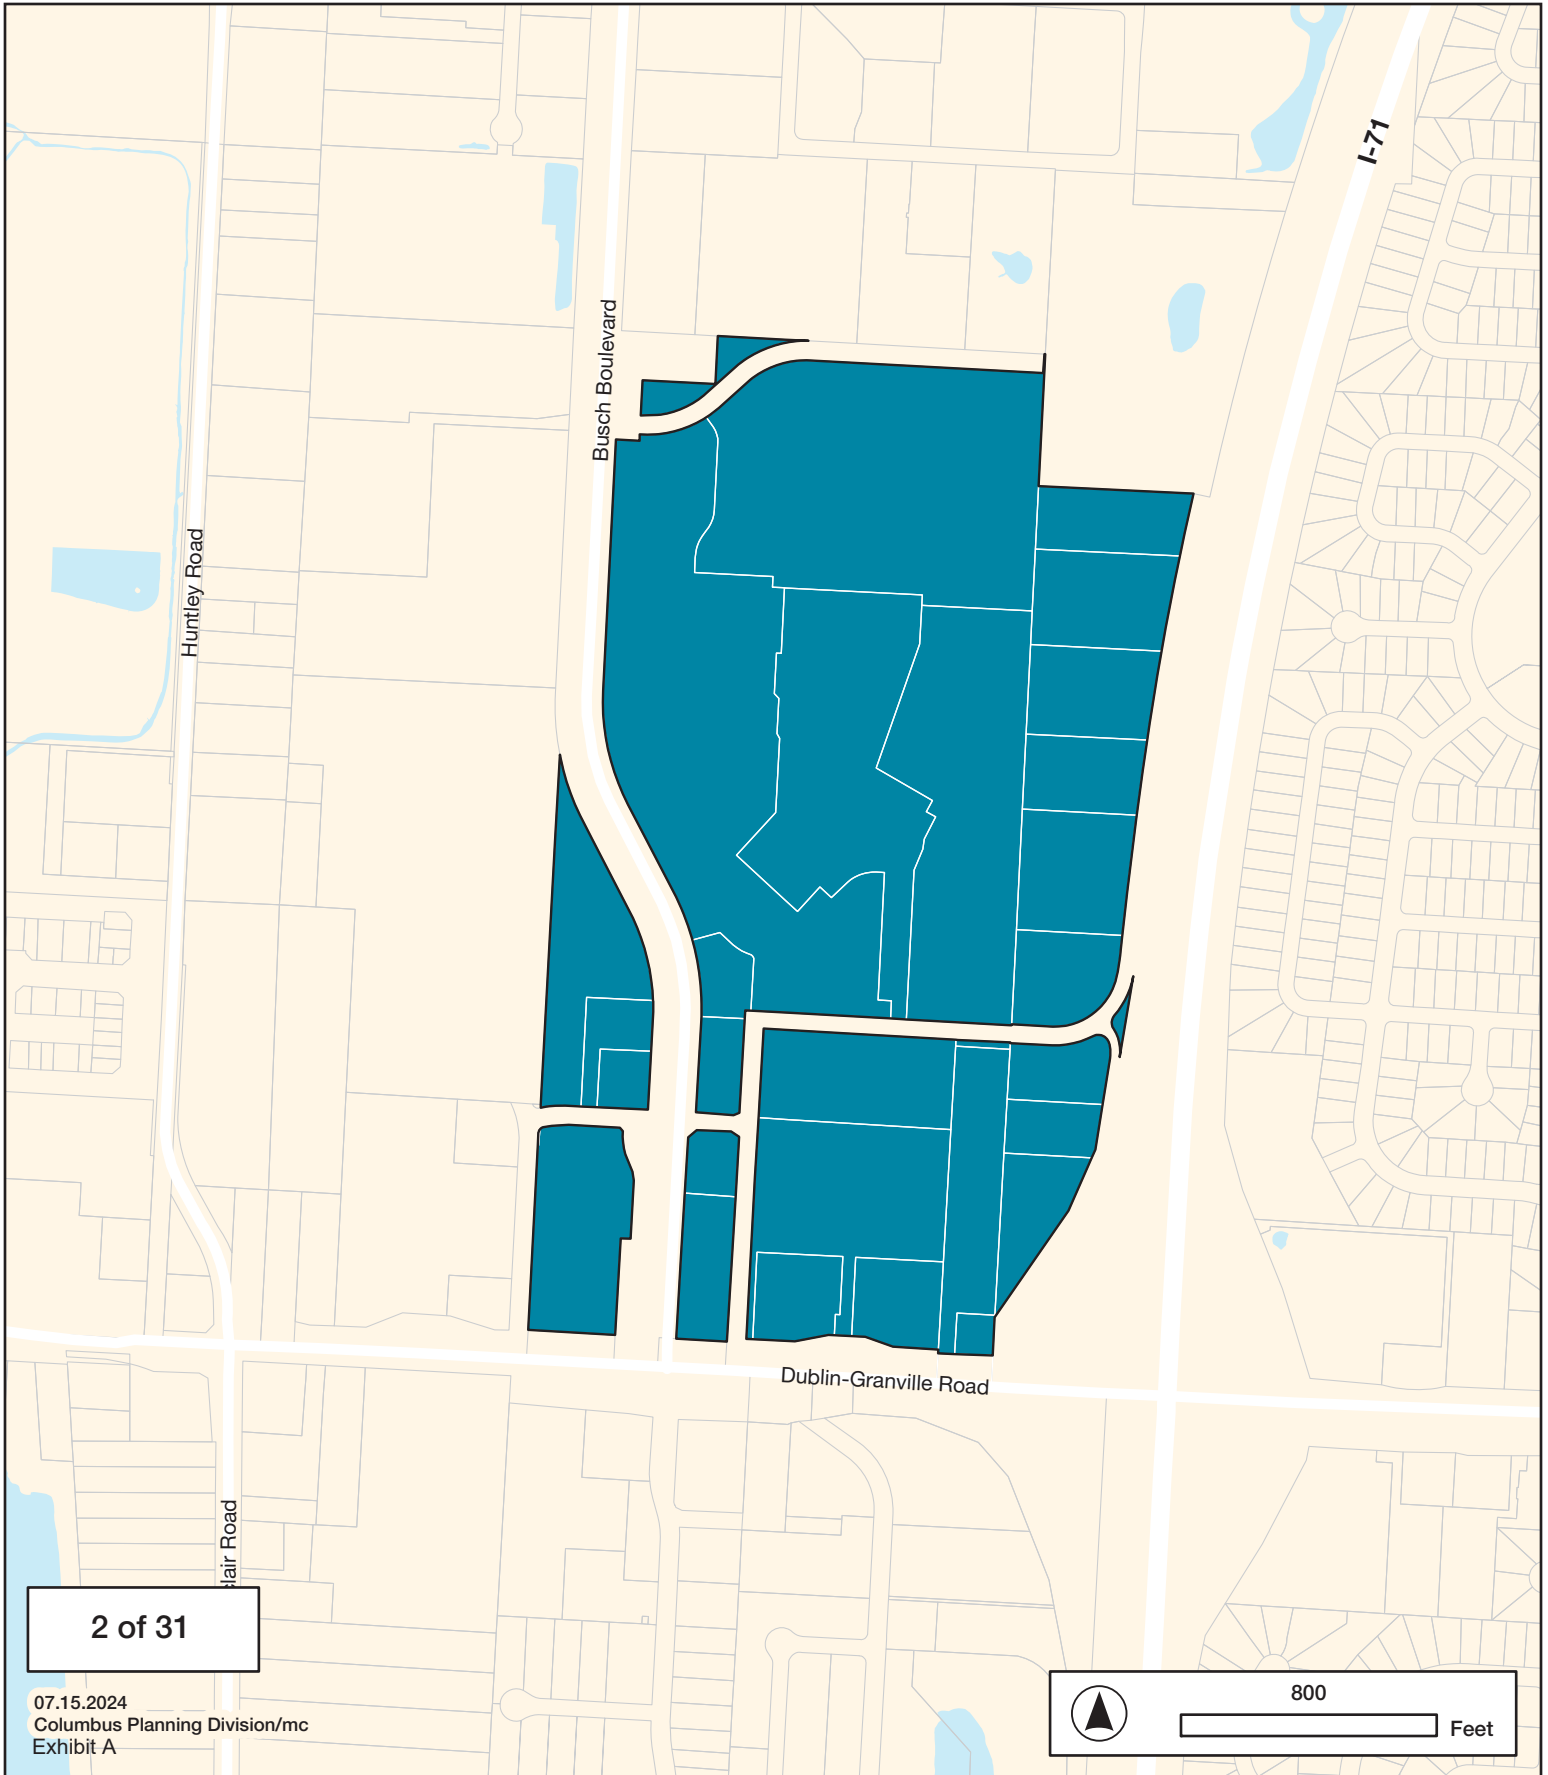 I-71
Busch Boulevard
Huntley Road
Dublin-Granville Road
lair Road
2 of 31
07.15.2024
Columbus Planning Division/mc
Exhibit A
800
Feet